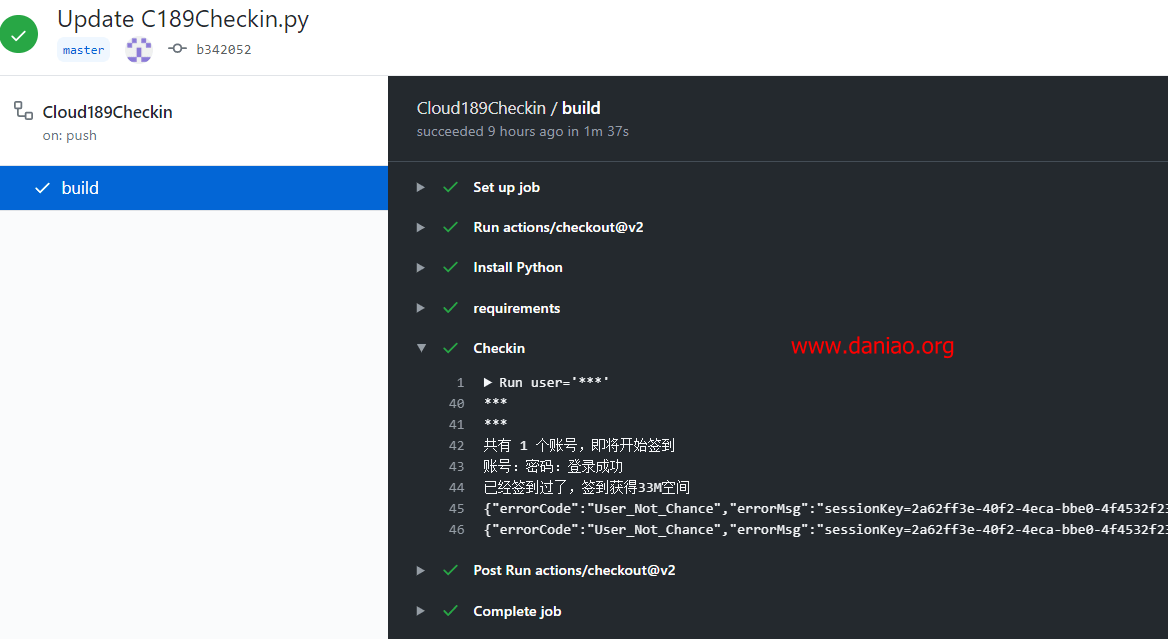 Update C189Checkin.py
master b342052
Cloud189Checkin
on: push
build
Cloud189Checkin / build
succeeded 9 hours ago in 1m 37s
Set up job
Run actions/checkout@v2
Install Python
requirements
Checkin
www.daniao.org
1 Run user='***'
40 ***
41 ***
42 共有 1 个账号，即将开始签到
43 账号：密码：登录成功
44 已经签到过了，签到获得33M空间
45 {"errorCode":"User_Not_Chance","errorMsg":"sessionKey=2a62ff3e-40f2-4eca-bbe0-4f4532f23
46 {"errorCode":"User_Not_Chance","errorMsg":"sessionKey=2a62ff3e-40f2-4eca-bbe0-4f4532f23
Post Run actions/checkout@v2
Complete job